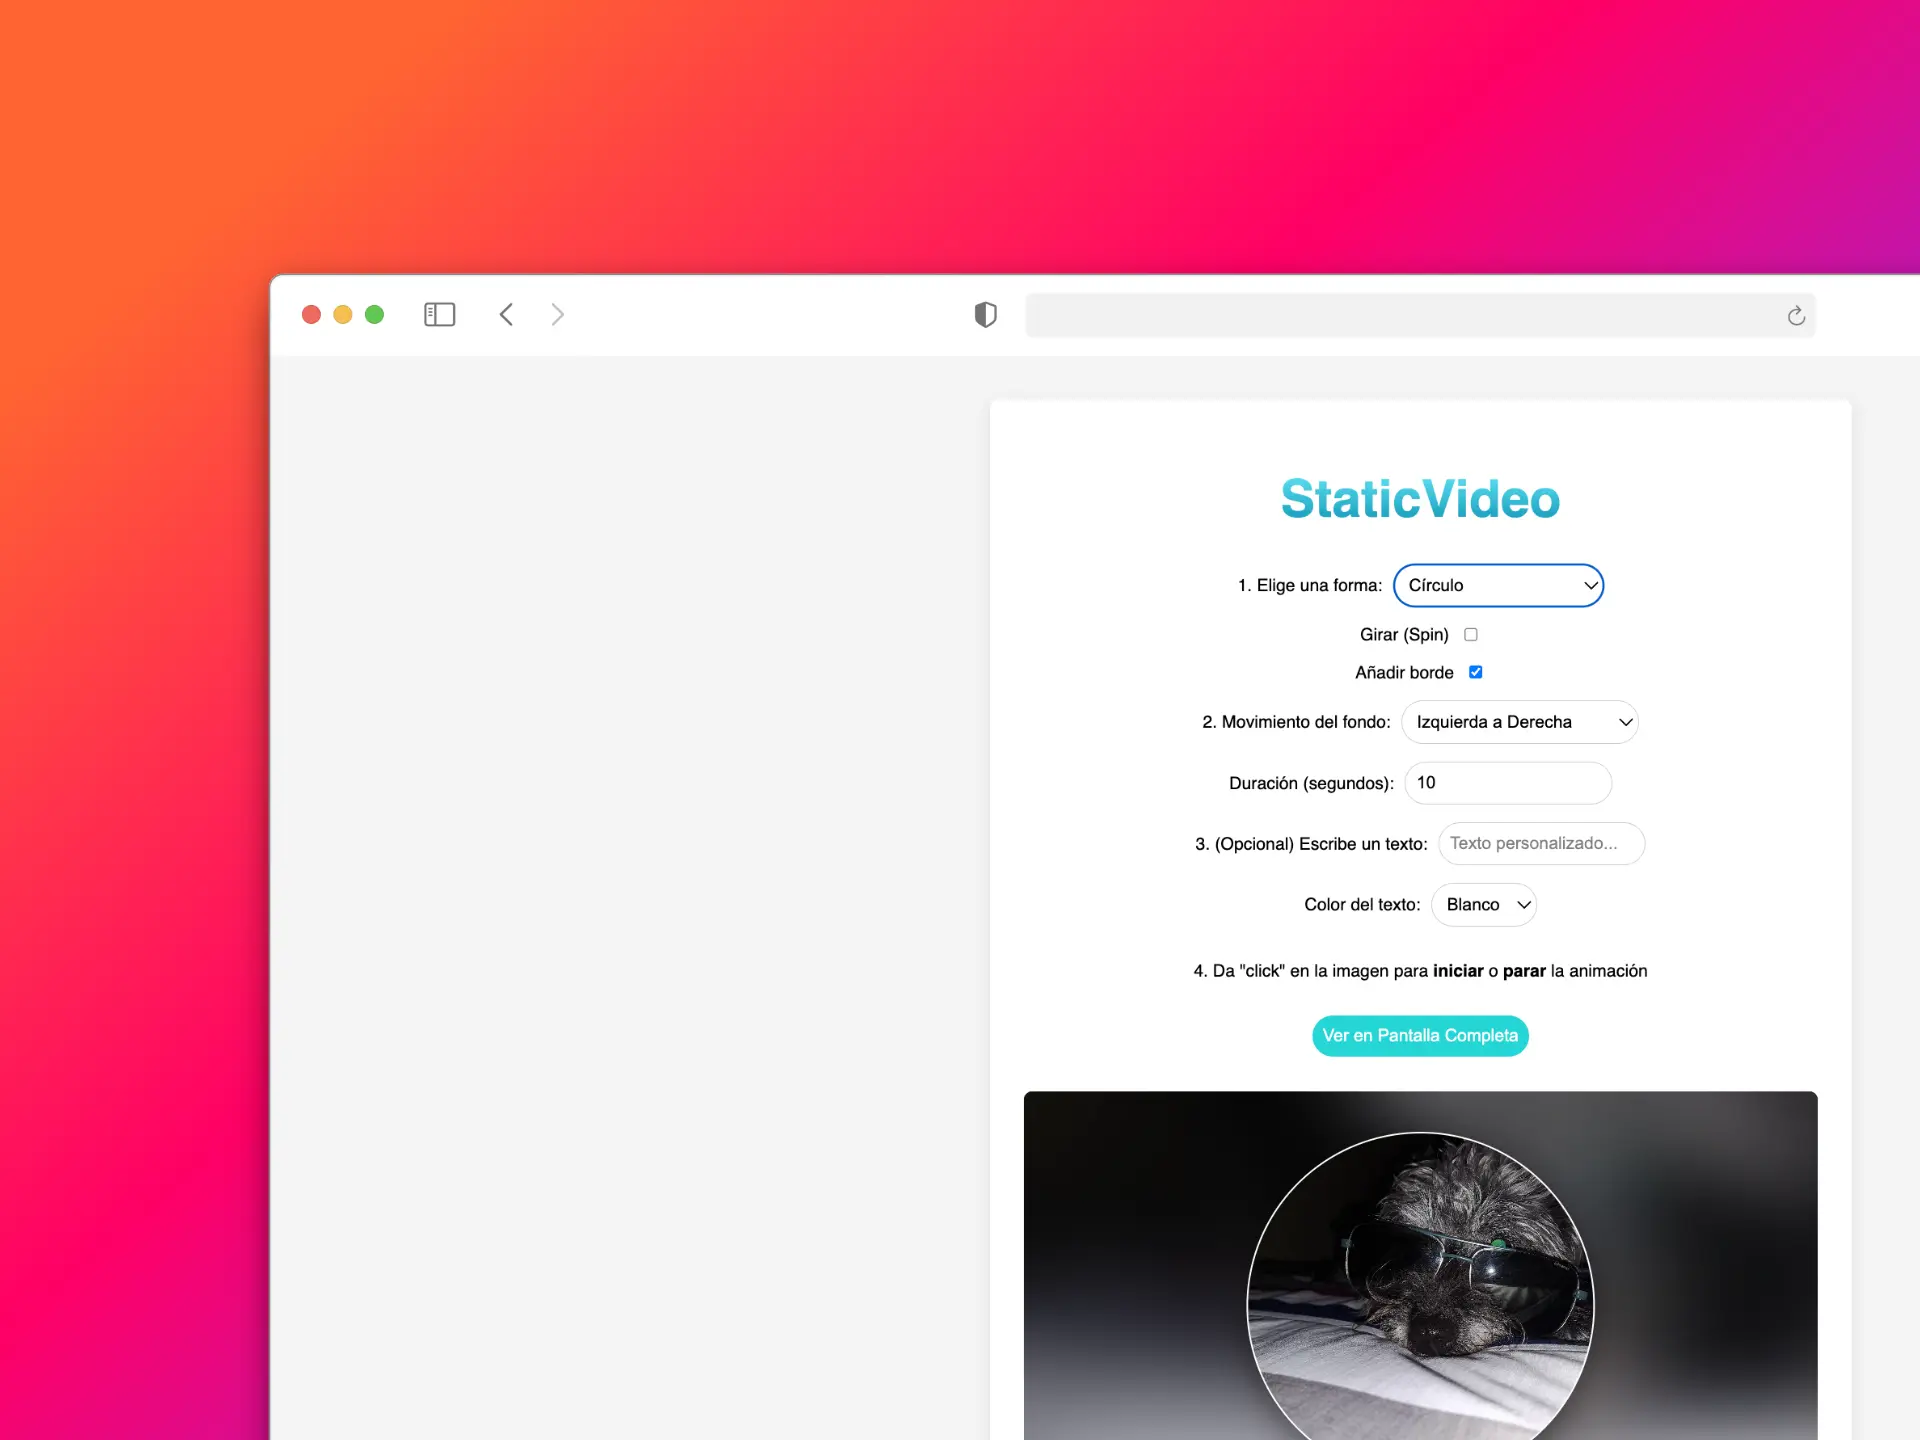 StaticVideo
1. Elige una forma: Círculo
Girar (Spin)
Añadir borde
2. Movimiento del fondo: Izquierda a Derecha
Duración (segundos): 10
3. (Opcional) Escribe un texto: Texto personalizado...
Color del texto: Blanco
4. Da "click" en la imagen para iniciar o parar la animación
Ver en Pantalla Completa